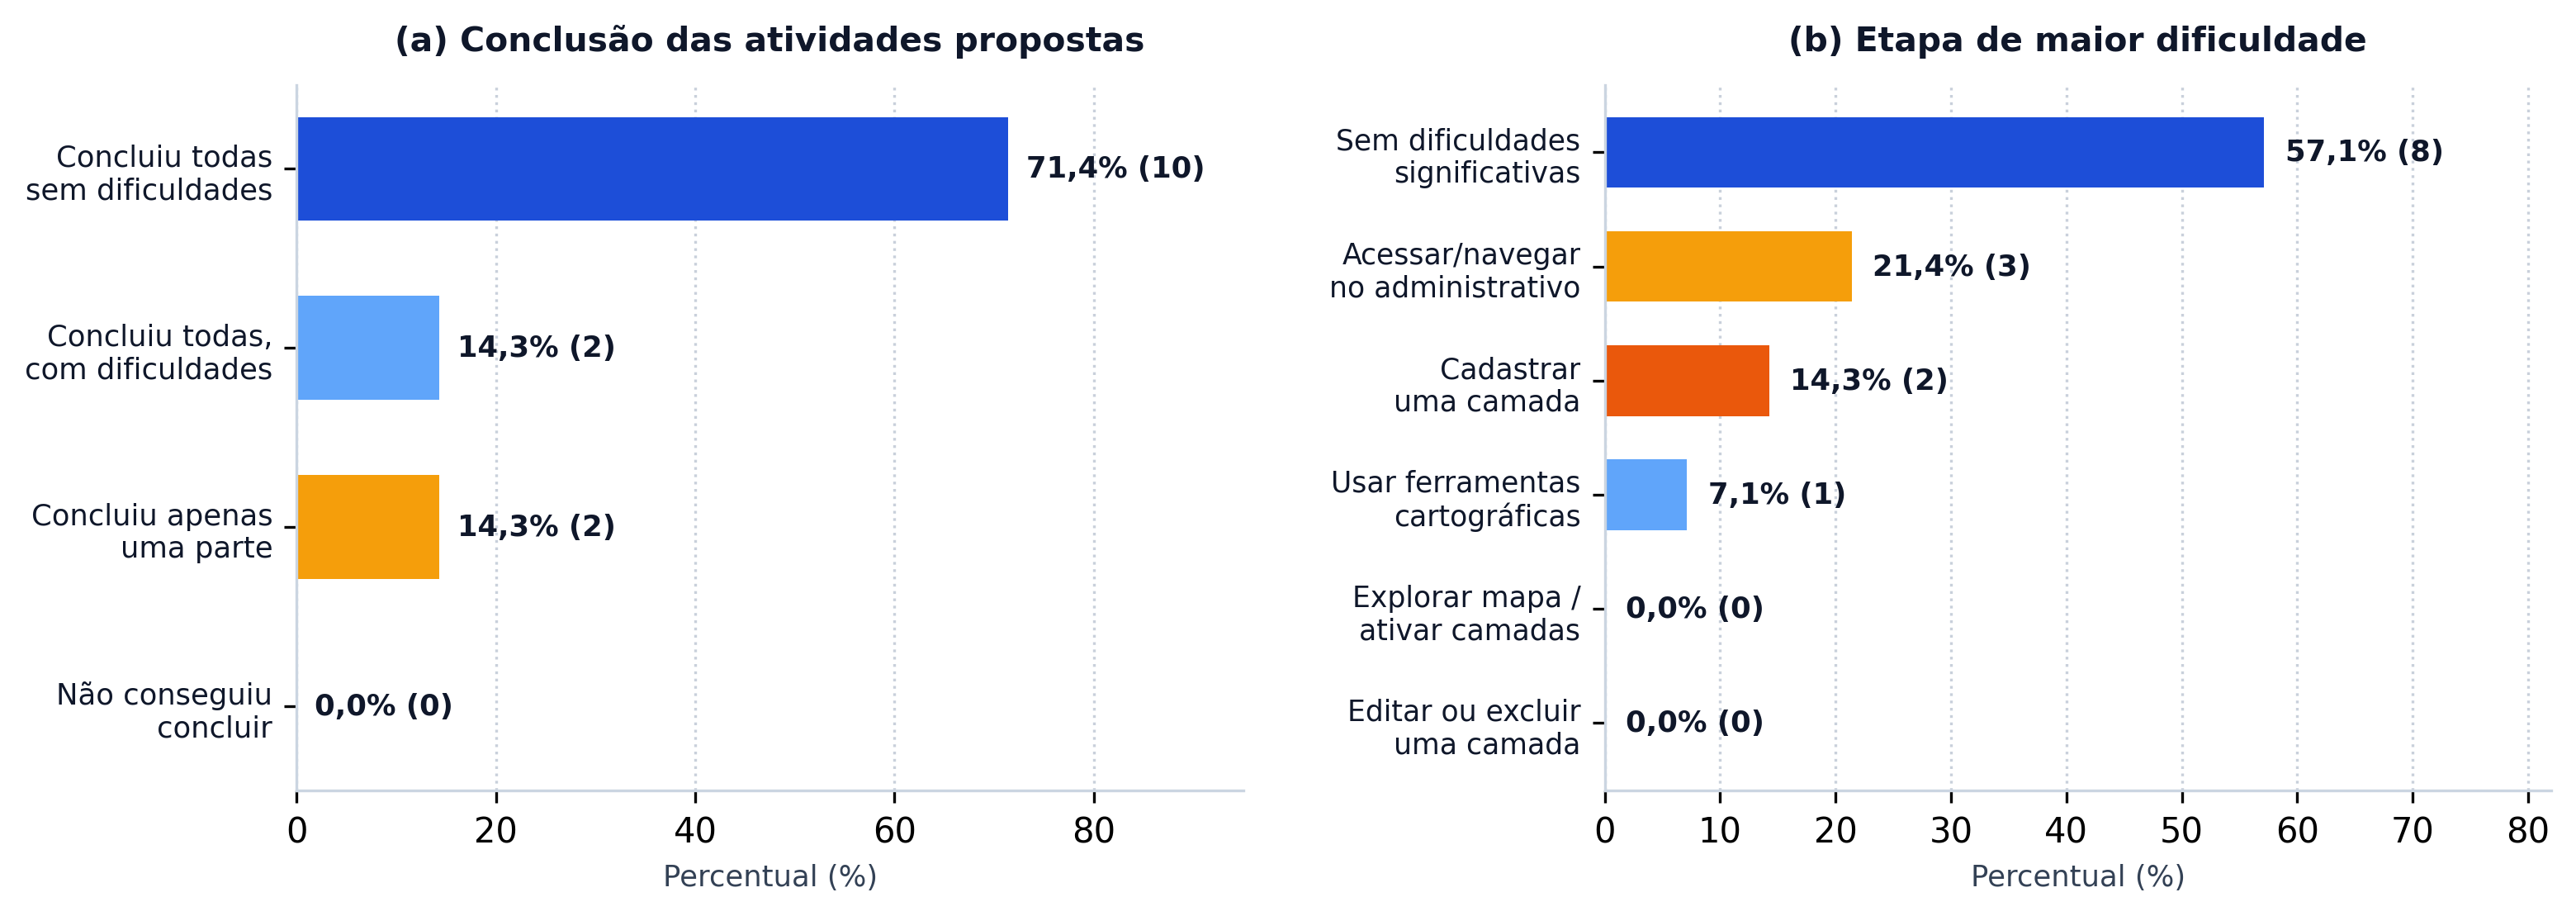 (a) Conclusão das atividades propostas
Concluiu todas
sem dificuldades
71,4% (10)
Concluiu todas,
com dificuldades
14,3% (2)
Concluiu apenas
uma parte
14,3% (2)
Não conseguiu
concluir
0,0% (0)
0 20 40 60 80
Percentual (%)
(b) Etapa de maior dificuldade
Sem dificuldades
significativas
57,1% (8)
Acessar/navegar
no administrativo
21,4% (3)
Cadastrar
uma camada
14,3% (2)
Usar ferramentas
cartográficas
7,1% (1)
Explorar mapa /
ativar camadas
0,0% (0)
Editar ou excluir
uma camada
0,0% (0)
0 10 20 30 40 50 60 70 80
Percentual (%)